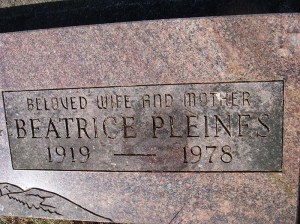 BELOVED WIFE AND MOTHER
BEATRICE PLEINES
1919 — 1978